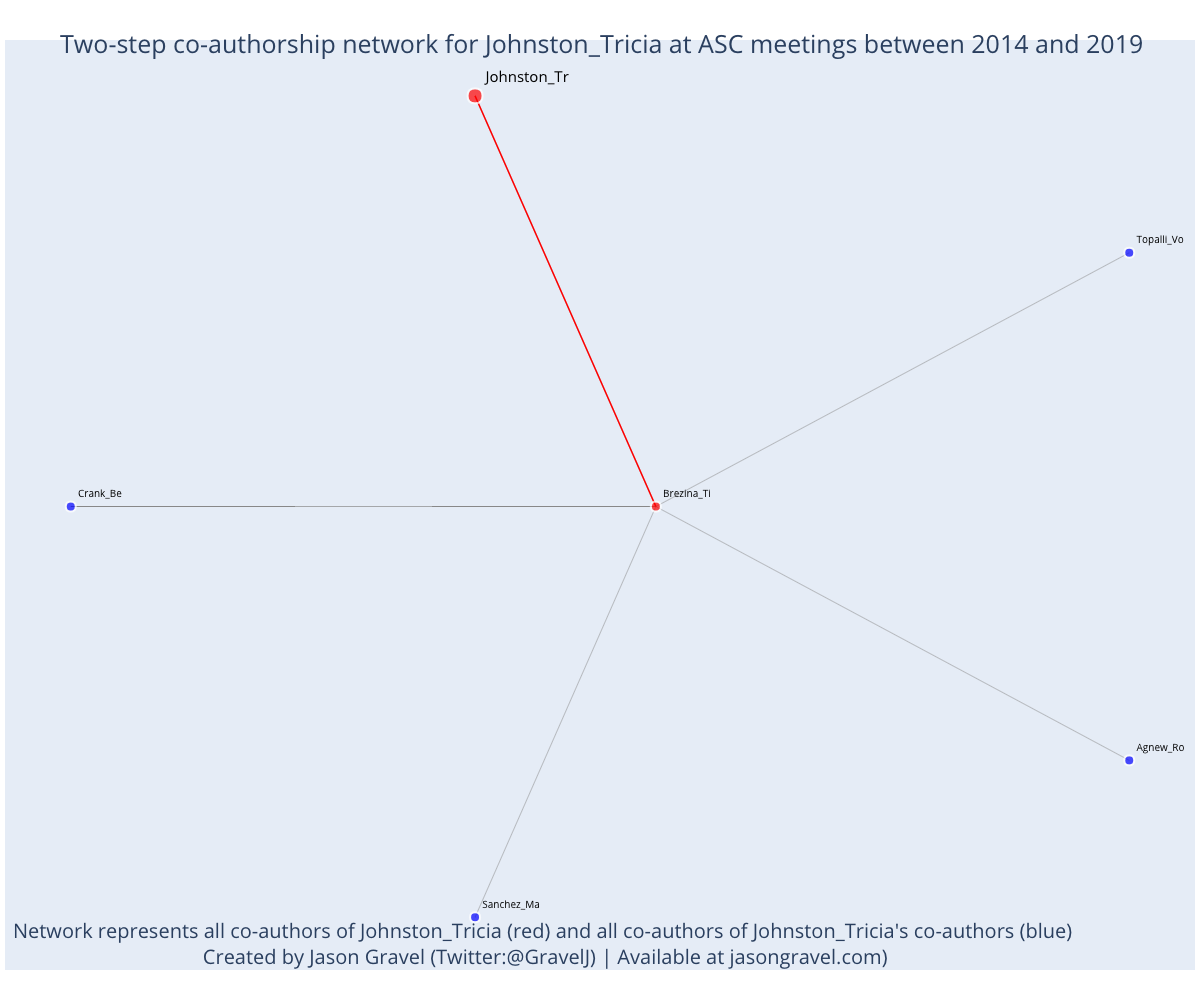 Two-step co-authorship network for Johnston_Tricia at ASC meetings between 2014 and 2019
Johnston_Tr
Topalli_Vo
Crank_Be
Brezina_Ti
Agnew_Ro
Sanchez_Ma
Network represents all co-authors of Johnston_Tricia (red) and all co-authors of Johnston_Tricia's co-authors (blue)
Created by Jason Gravel (Twitter:@GravelJ) | Available at jasongravel.com)